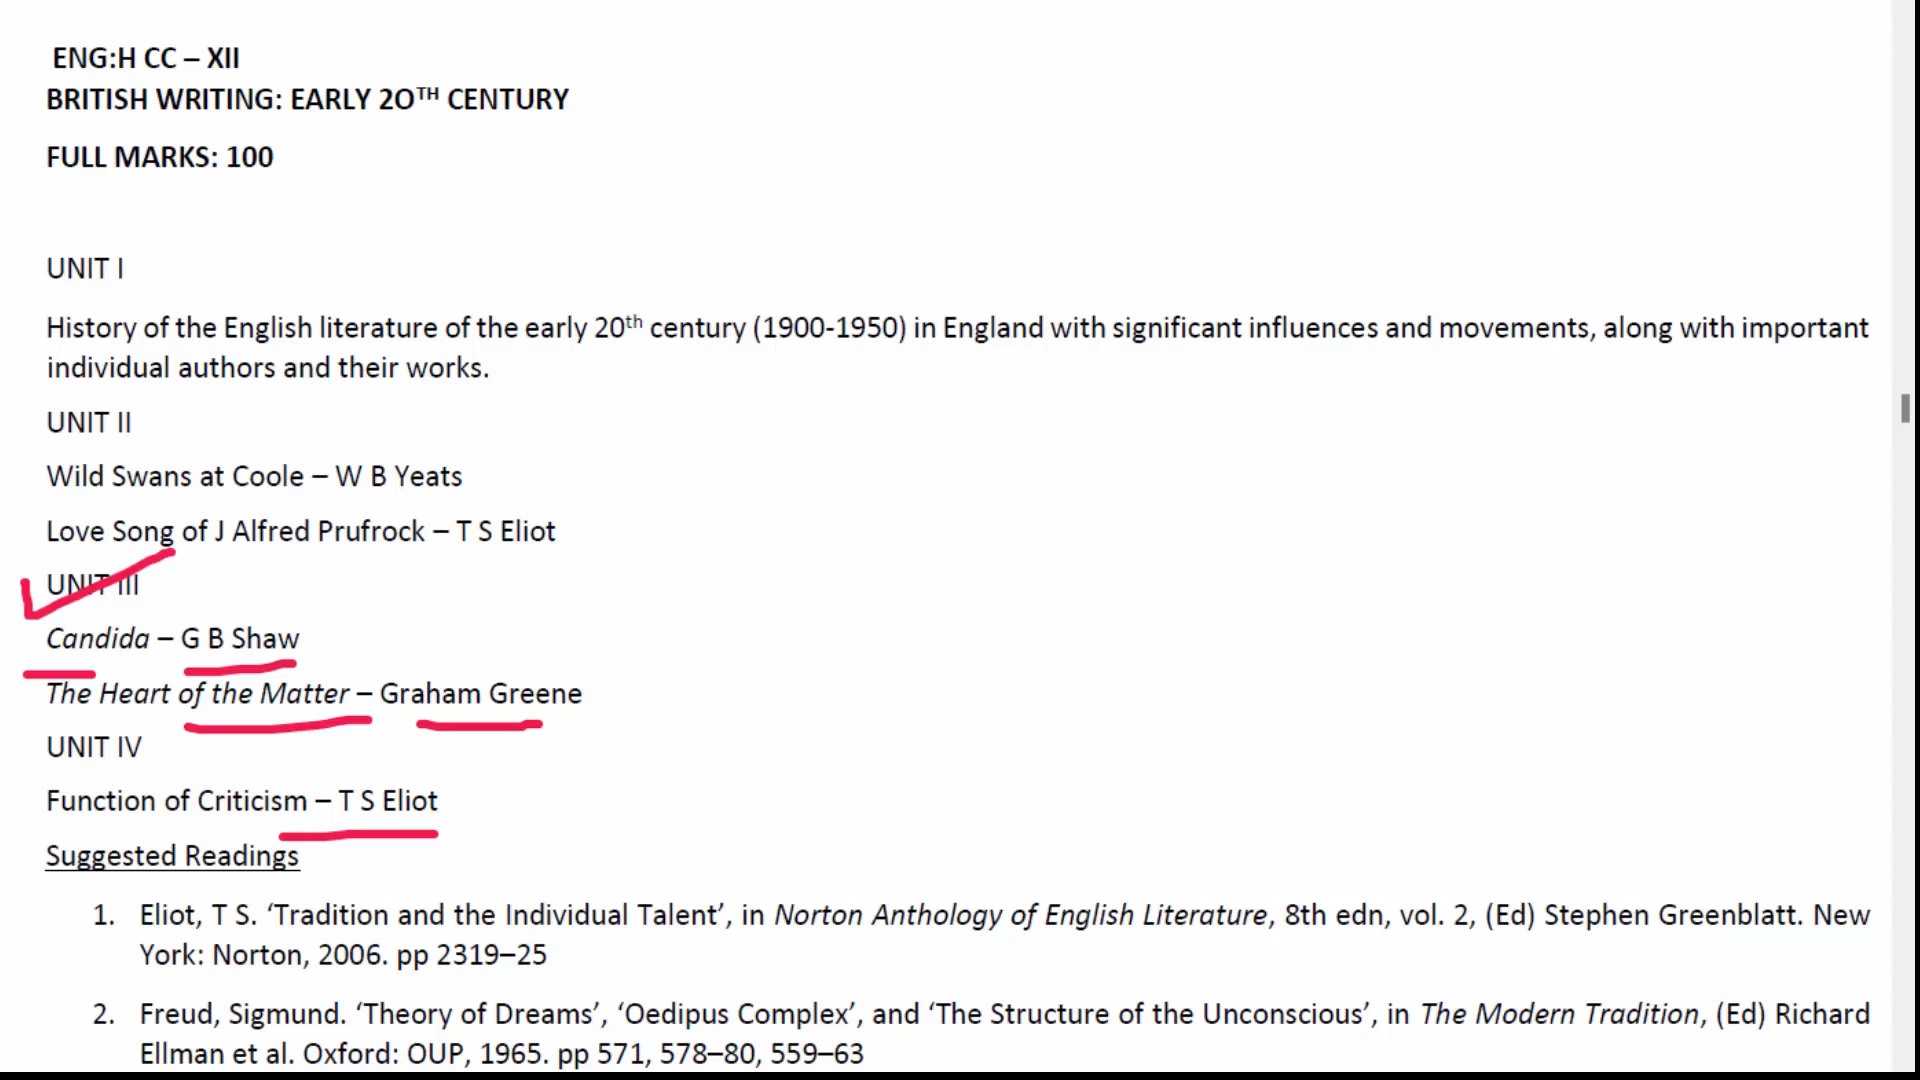 ENG:H CC – XII
BRITISH WRITING: EARLY 2OTH CENTURY
FULL MARKS: 100
UNIT I
History of the English literature of the early 20th century (1900-1950) in England with significant influences and movements, along with important
individual authors and their works.
UNIT II
Wild Swans at Coole – W B Yeats
Love Song of J Alfred Prufrock – T S Eliot
UNIT III
Candida – G B Shaw
The Heart of the Matter – Graham Greene
UNIT IV
Function of Criticism – T S Eliot
Suggested Readings
1. Eliot, T S. ‘Tradition and the Individual Talent’, in Norton Anthology of English Literature, 8th edn, vol. 2, (Ed) Stephen Greenblatt. New
York: Norton, 2006. pp 2319–25
2. Freud, Sigmund. ‘Theory of Dreams’, ‘Oedipus Complex’, and ‘The Structure of the Unconscious’, in The Modern Tradition, (Ed) Richard
Ellman et al. Oxford: OUP, 1965. pp 571, 578–80, 559–63